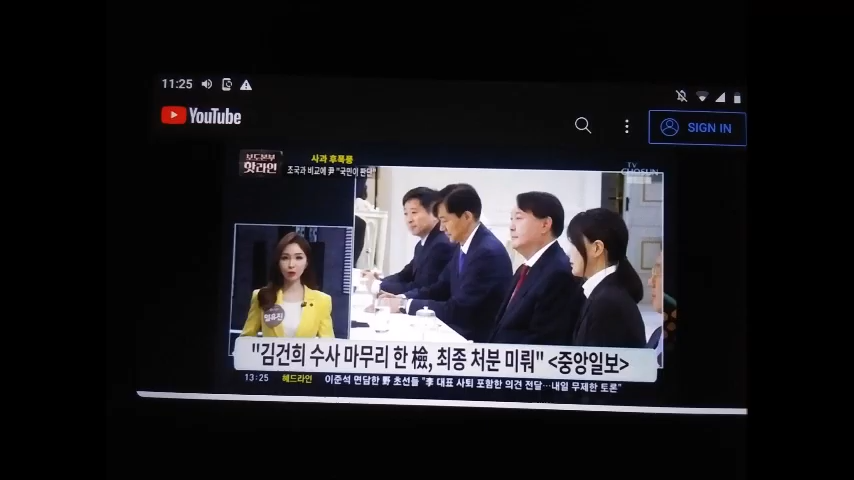 11:25
YouTube
SIGN IN
보도본부
핫라인
사과 후폭풍
조국과 비교에 尹 "국민이 판단"
TV
CHOSUN
"김건희 수사 마무리 한 檢, 최종 처분 미뤄" <중앙일보>
13:25 헤드라인 이준석 면담한 野 초선들 "李 대표 사퇴 포함한 의견 전달…내일 무제한 토론"